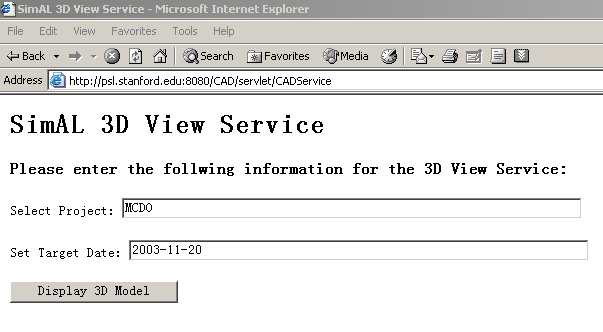 SimAL 3D View Service - Microsoft Internet Explorer
File Edit View Favorites Tools Help
Back Search Favorites Media
Address http://psl.stanford.edu:8080/CAD/servlet/CADService
SimAL 3D View Service
Please enter the follwing information for the 3D View Service:
Select Project: MCDO
Set Target Date: 2003-11-20
Display 3D Model